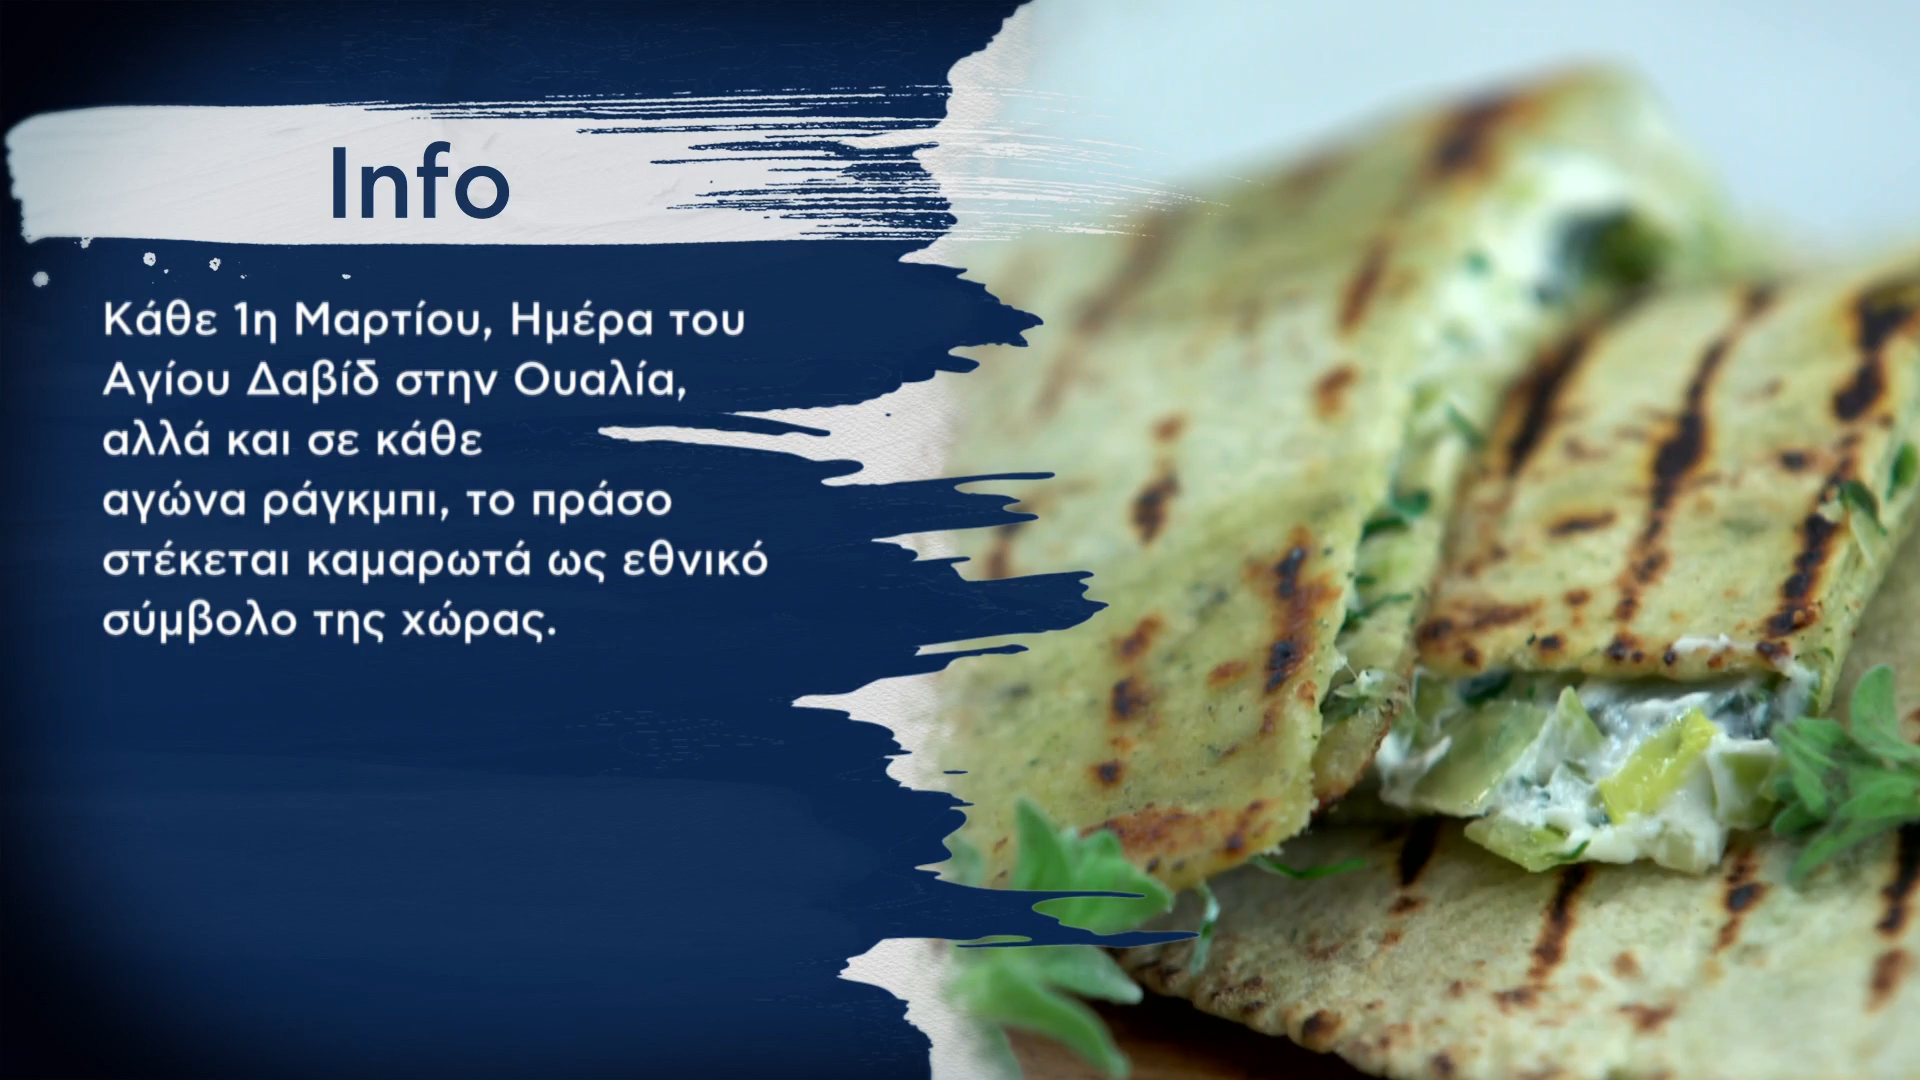 Info
Κάθε 1η Μαρτίου, Ημέρα του
Αγίου Δαβίδ στην Ουαλία,
αλλά και σε κάθε
αγώνα ράγκμπι, το πράσο
στέκεται καμαρωτά ως εθνικό
σύμβολο της χώρας.